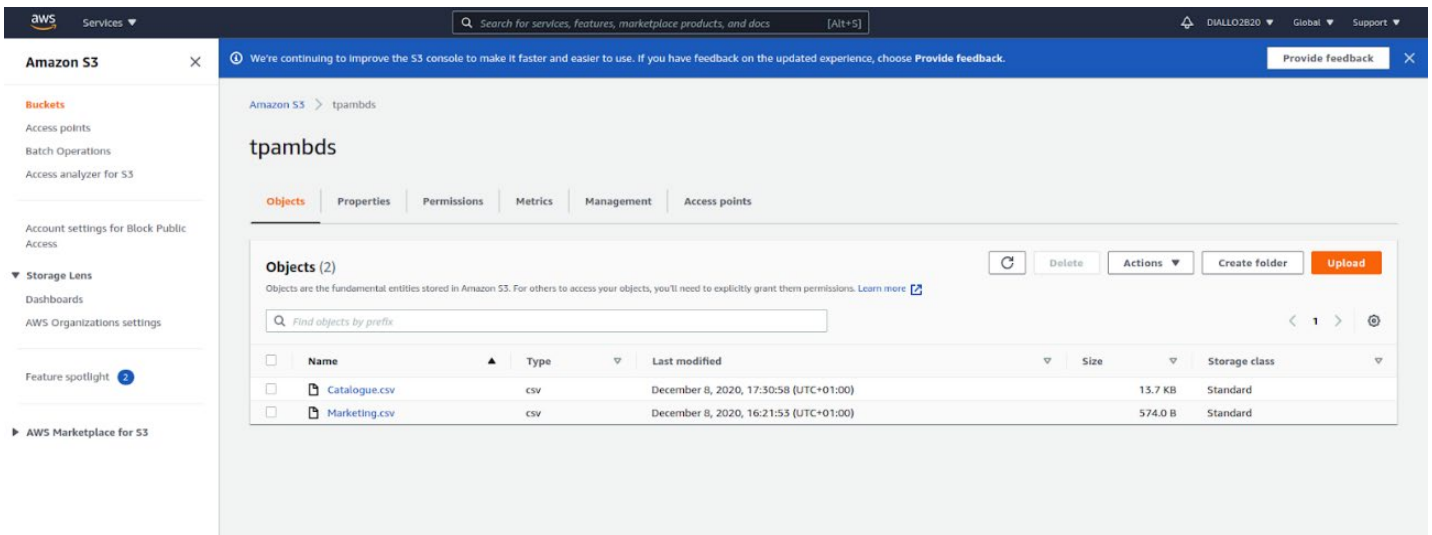 aws Services ▼ Search for services, features, marketplace products, and docs [Alt+S] DIALLO2B20 ▼ Global ▼ Support ▼
Amazon S3
We're continuing to improve the S3 console to make it faster and easier to use. If you have feedback on the updated experience, choose Provide feedback. Provide feedback
Buckets
Access points
Batch Operations
Access analyzer for S3
Account settings for Block Public
Access
Storage Lens
Dashboards
AWS Organizations settings
Feature spotlight 2
AWS Marketplace for S3
Amazon S3 > tpambds
tpambds
Objects Properties Permissions Metrics Management Access points
Objects (2) Delete Actions ▼ Create folder Upload
Objects are the fundamental entities stored in Amazon S3. For others to access your objects, you'll need to explicitly grant them permissions. Learn more
Find objects by prefix < 1 >
Name Type Last modified Size Storage class
Catalogue.csv csv December 8, 2020, 17:30:58 (UTC+01:00) 13.7 KB Standard
Marketing.csv csv December 8, 2020, 16:21:53 (UTC+01:00) 574.0 B Standard